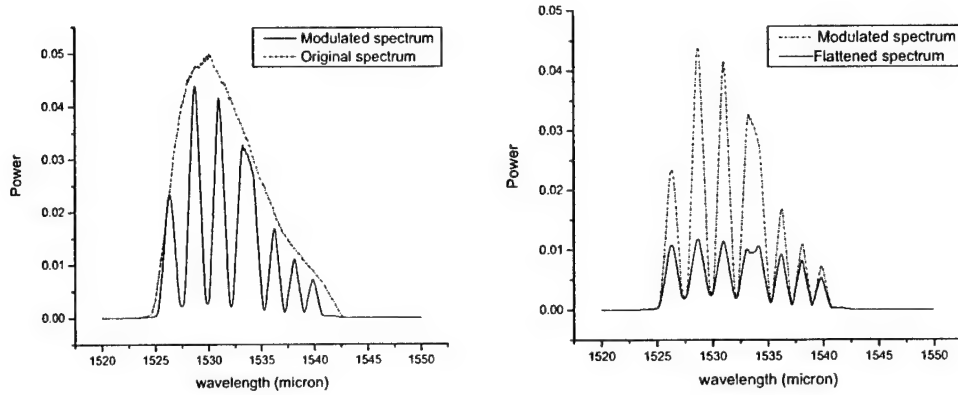 Modulated spectrum
Original spectrum
0.05
0.04
0.03
0.02
0.01
0.00
Power
1520 1525 1530 1535 1540 1545 1550
wavelength (micron)
0.05
Modulated spectrum
Flattened spectrum
0.04
0.03
0.02
0.01
0.00
Power
1520 1525 1530 1535 1540 1545 1550
wavelength (micron)